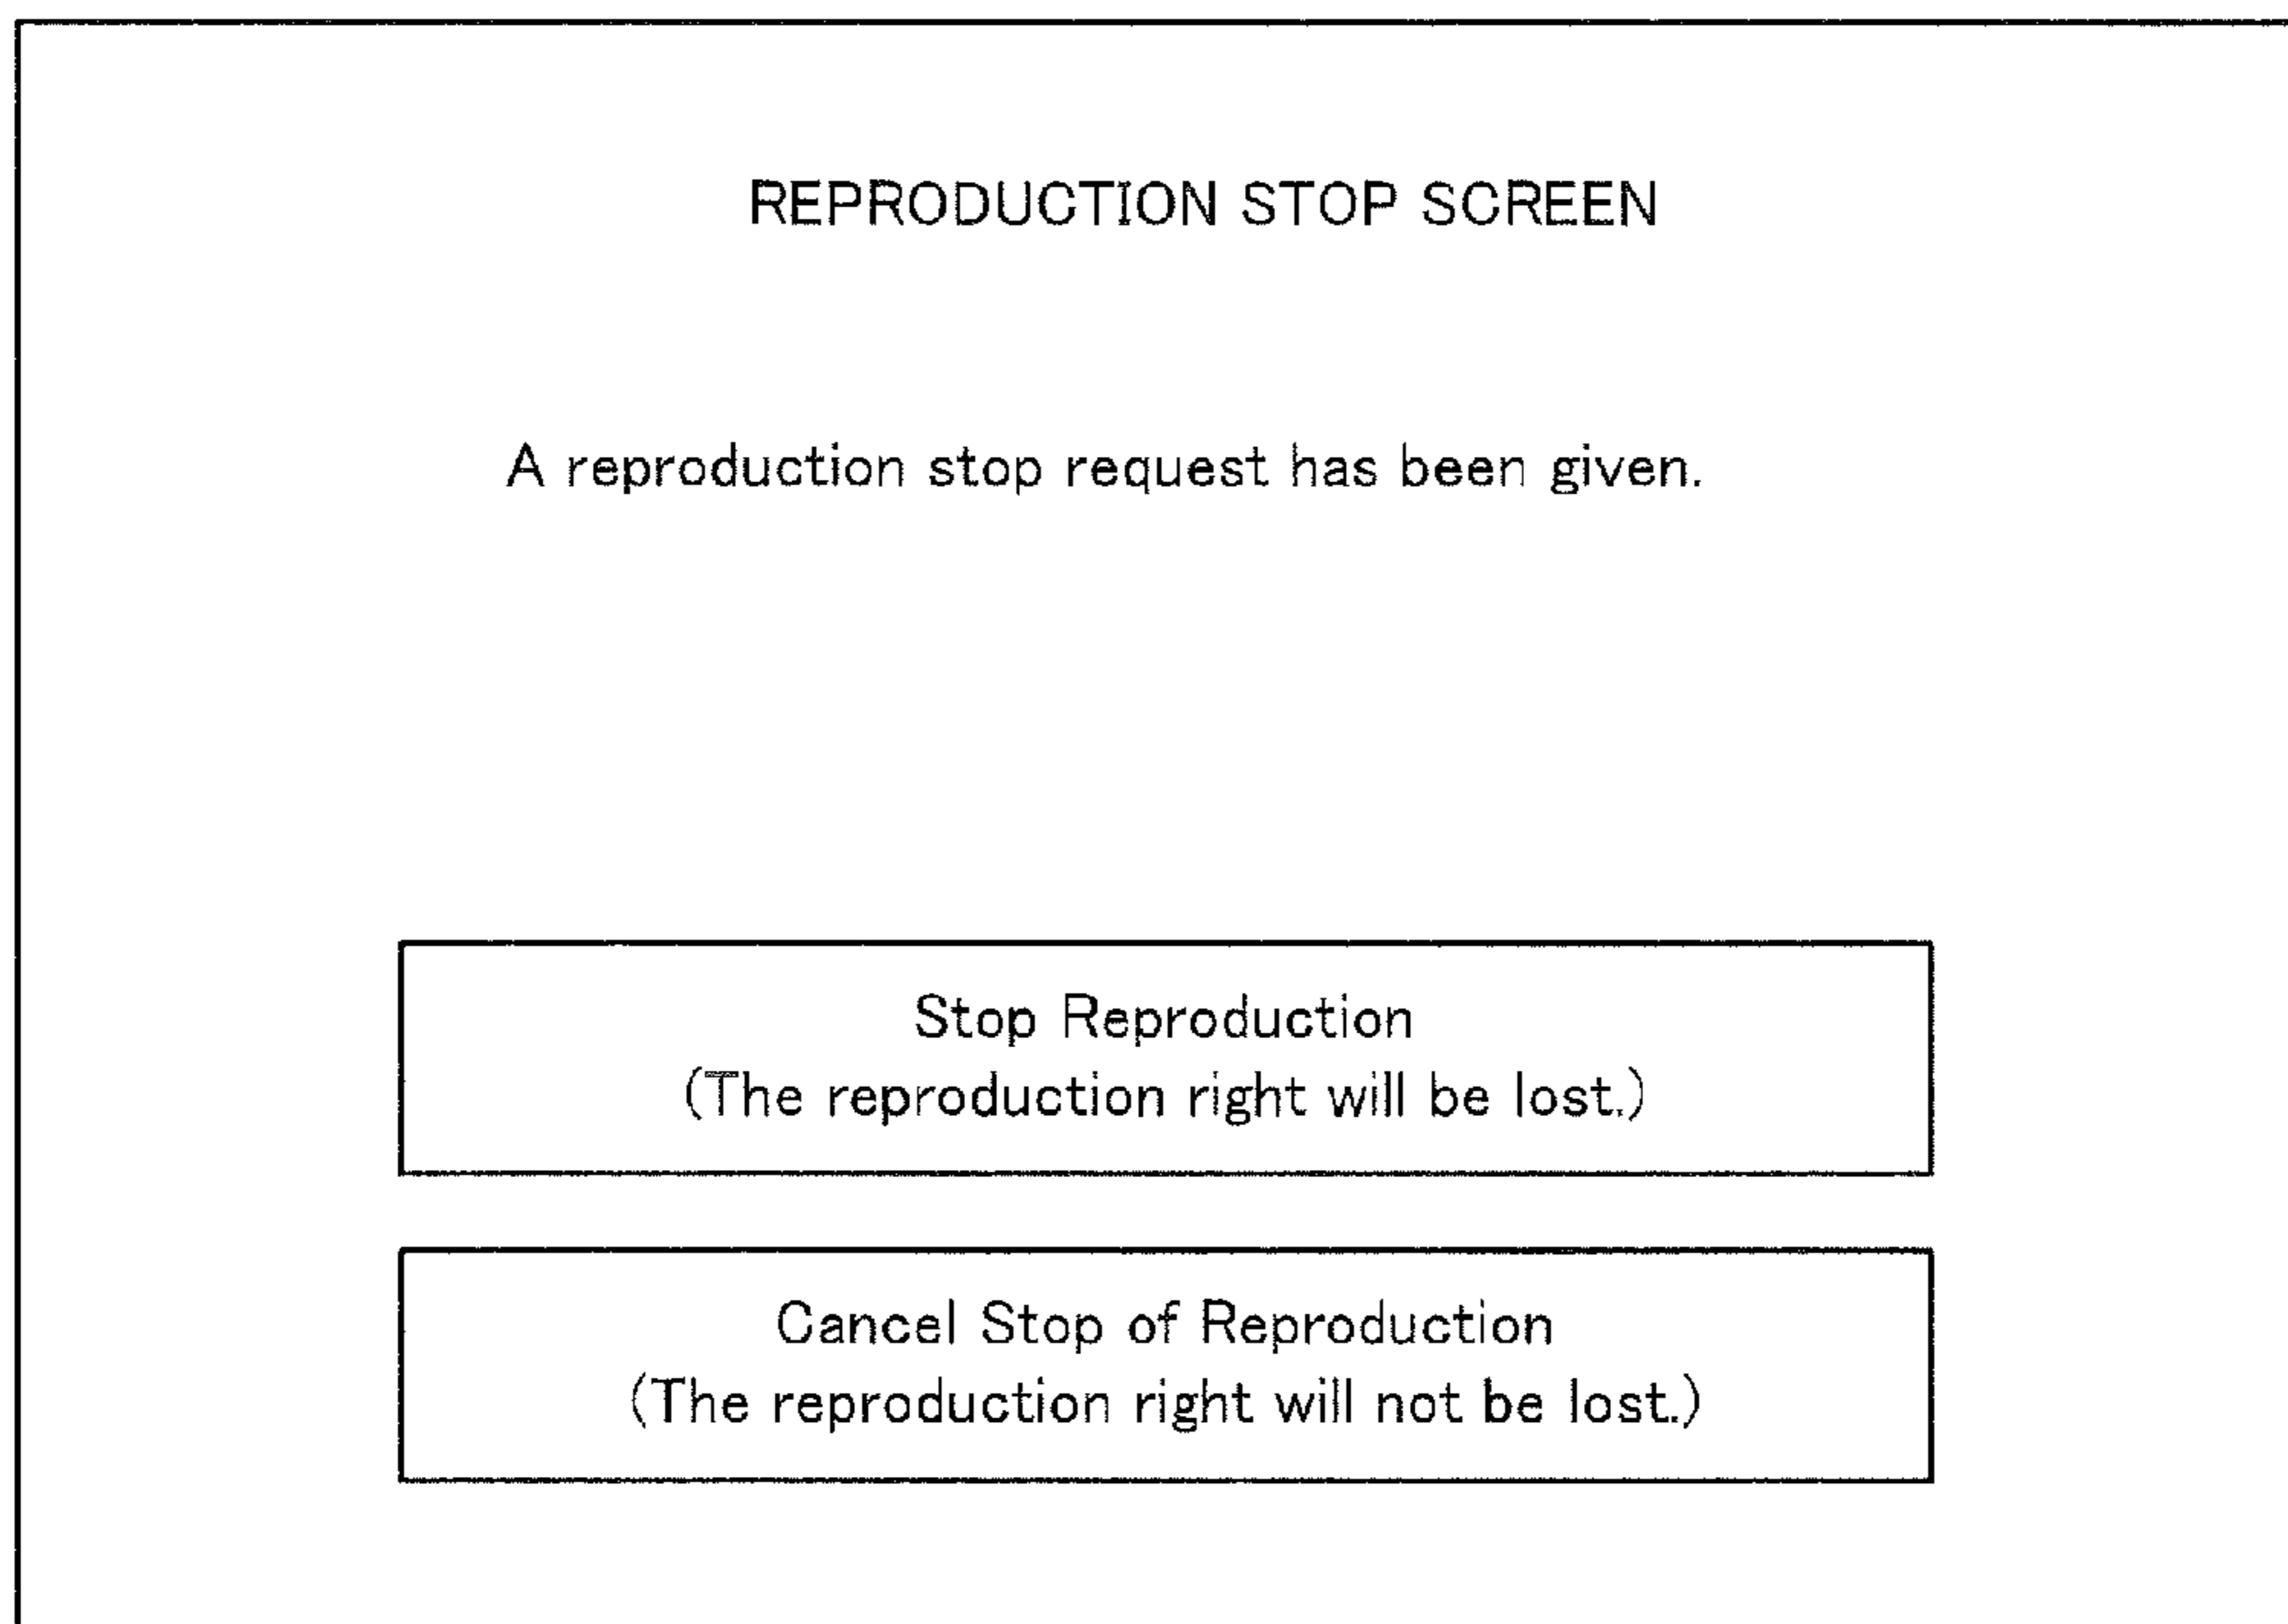 REPRODUCTION STOP SCREEN
A reproduction stop request has been given.
Stop Reproduction
(The reproduction right will be lost.)
Cancel Stop of Reproduction
(The reproduction right will not be lost.)